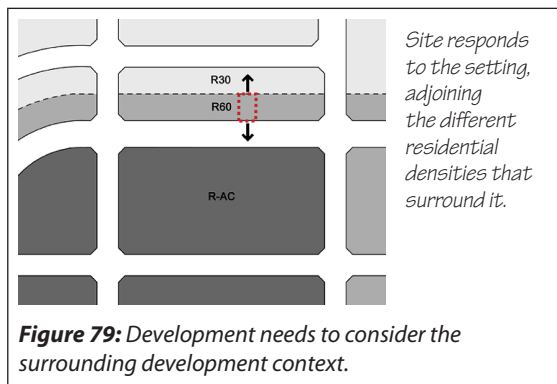 R30
R60
R-AC
Site responds
to the setting,
adjoining
the different
residential
densities that
surround it.
Figure 79: Development needs to consider the
surrounding development context.